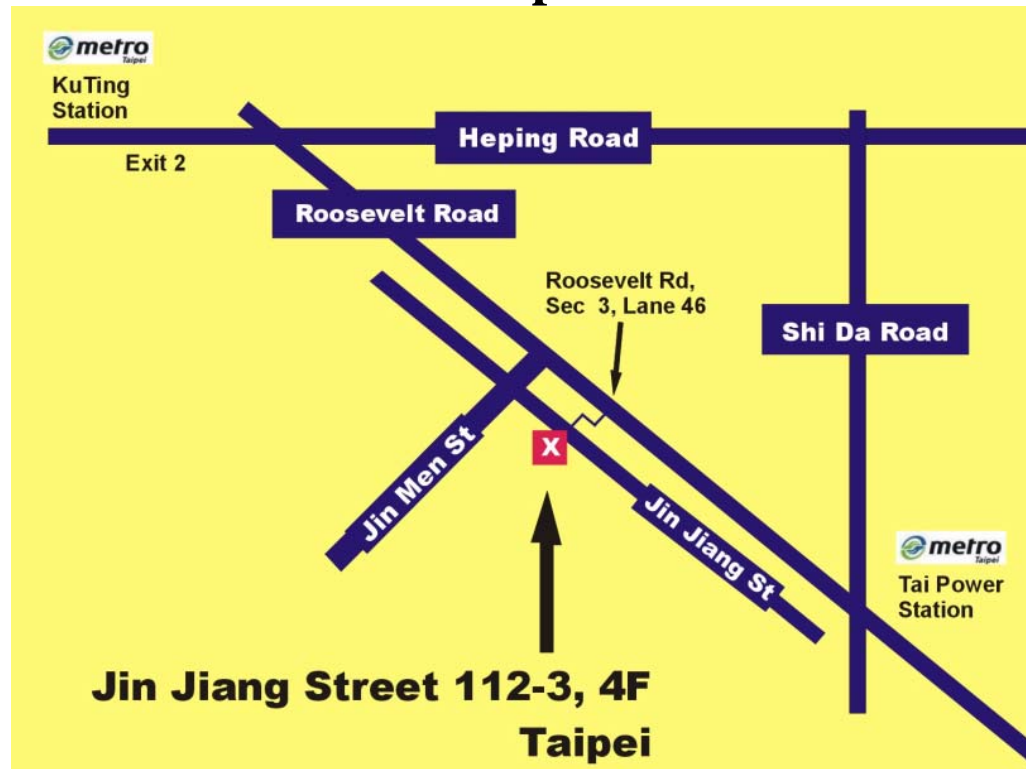 metro
Taipei
KuTing
Station
Exit 2
Heping Road
Roosevelt Road
Roosevelt Rd,
Sec 3, Lane 46
Shi Da Road
X
Jin Men St
Jin Jiang St
metro
Taipei
Tai Power
Station
Jin Jiang Street 112-3, 4F
Taipei